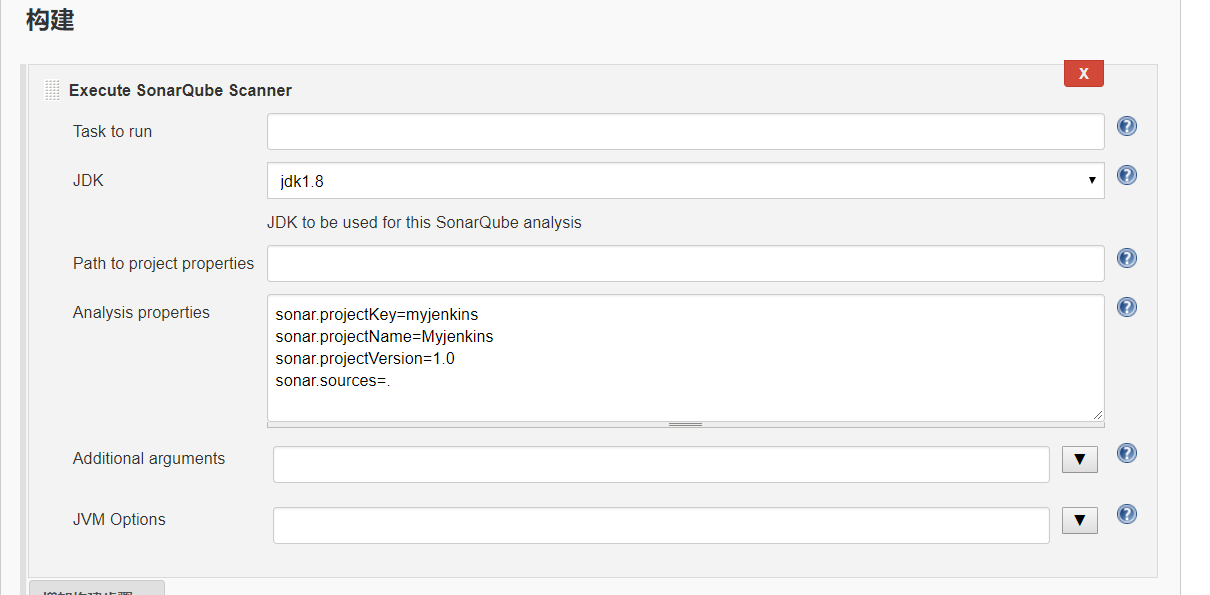 构建
Execute SonarQube Scanner
X
Task to run
JDK
jdk1.8
JDK to be used for this SonarQube analysis
Path to project properties
Analysis properties
sonar.projectKey=myjenkins
sonar.projectName=Myjenkins
sonar.projectVersion=1.0
sonar.sources=.
Additional arguments
JVM Options